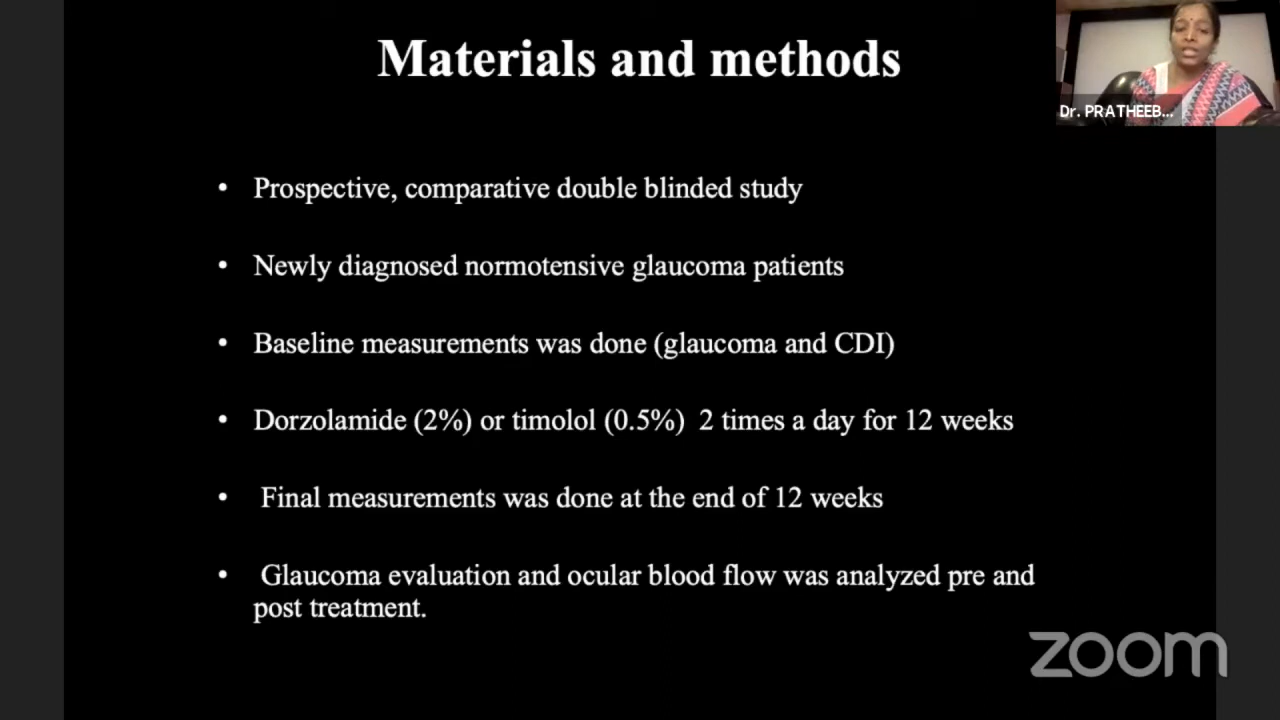 Materials and methods
Dr. PRATHEEB...
• Prospective, comparative double blinded study
• Newly diagnosed normotensive glaucoma patients
• Baseline measurements was done (glaucoma and CDI)
• Dorzolamide (2%) or timolol (0.5%)  2 times a day for 12 weeks
• Final measurements was done at the end of 12 weeks
• Glaucoma evaluation and ocular blood flow was analyzed pre and
post treatment.
zoom